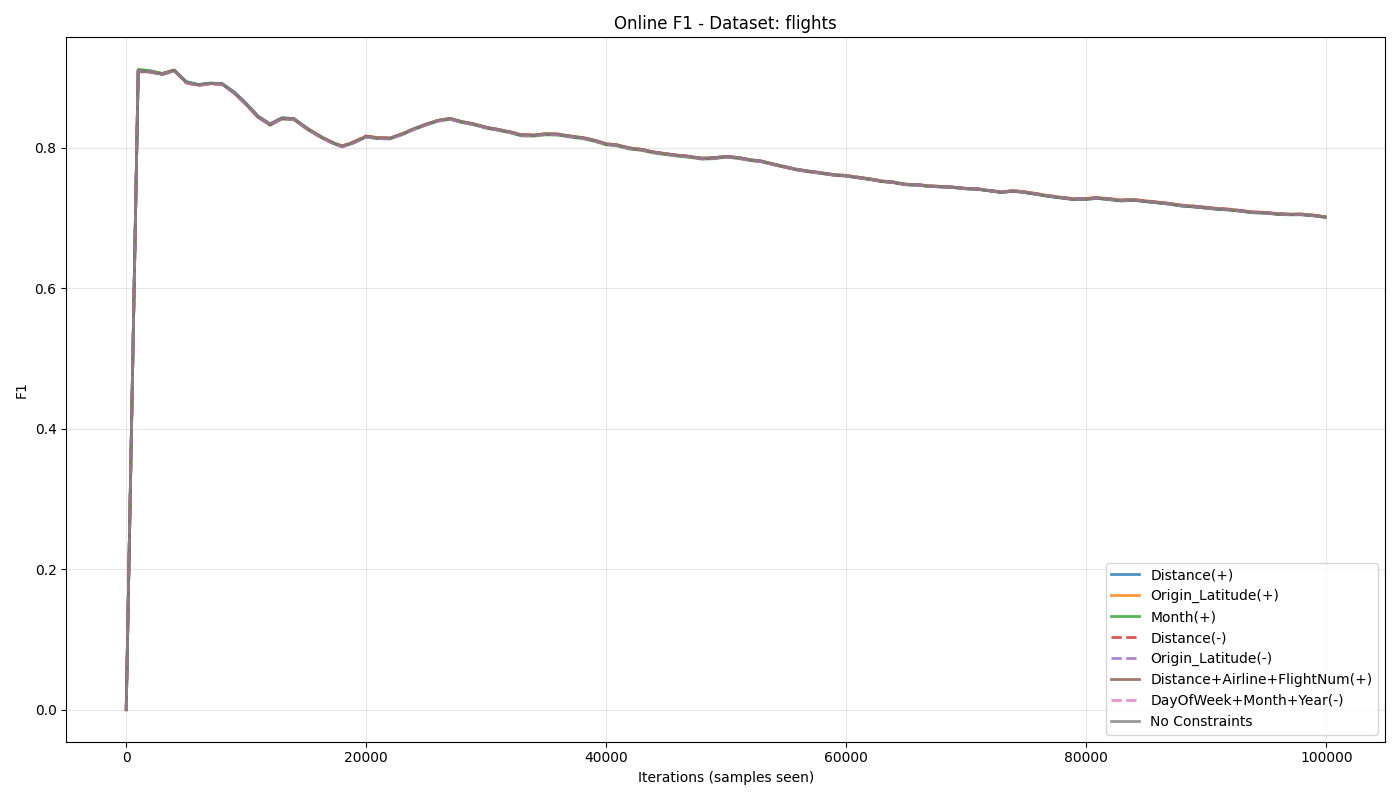 Online F1 - Dataset: flights
F1
0.8
0.6
0.4
0.2
0.0
0
20000
40000
60000
80000
100000
Iterations (samples seen)
Distance(+)
Origin_Latitude(+)
Month(+)
Distance(-)
Origin_Latitude(-)
Distance+Airline+FlightNum(+)
DayOfWeek+Month+Year(-)
No Constraints